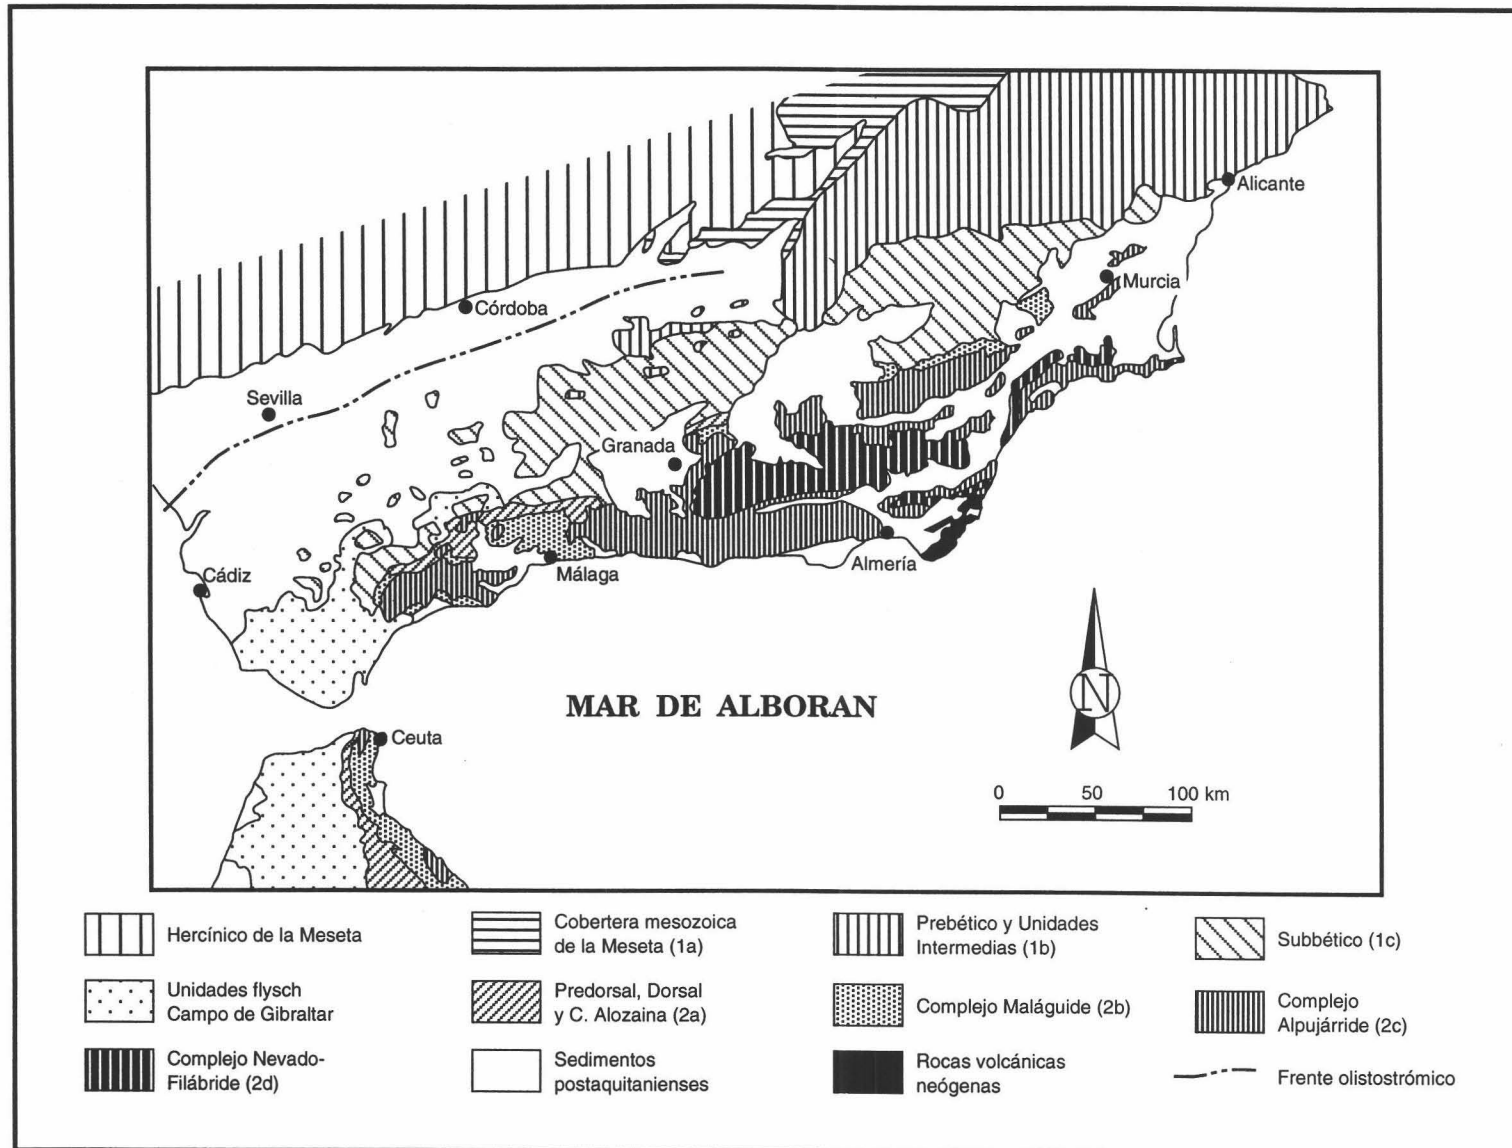 Alicante
Murcia
Córdoba
Sevilla
Granada
Almería
Málaga
Cádiz
MAR DE ALBORAN
N
Ceuta
0 50 100 km
Hercínico de la Meseta
Cobertera mesozoica
de la Meseta (1a)
Prebético y Unidades
Intermedias (1b)
Subbético (1c)
Unidades flysch
Campo de Gibraltar
Predorsal, Dorsal
y C. Alozaina (2a)
Complejo Maláguide (2b)
Complejo
Alpujárride (2c)
Complejo Nevado-
Filábride (2d)
Sedimentos
postaquitanienses
Rocas volcánicas
neógenas
Frente olistostrómico